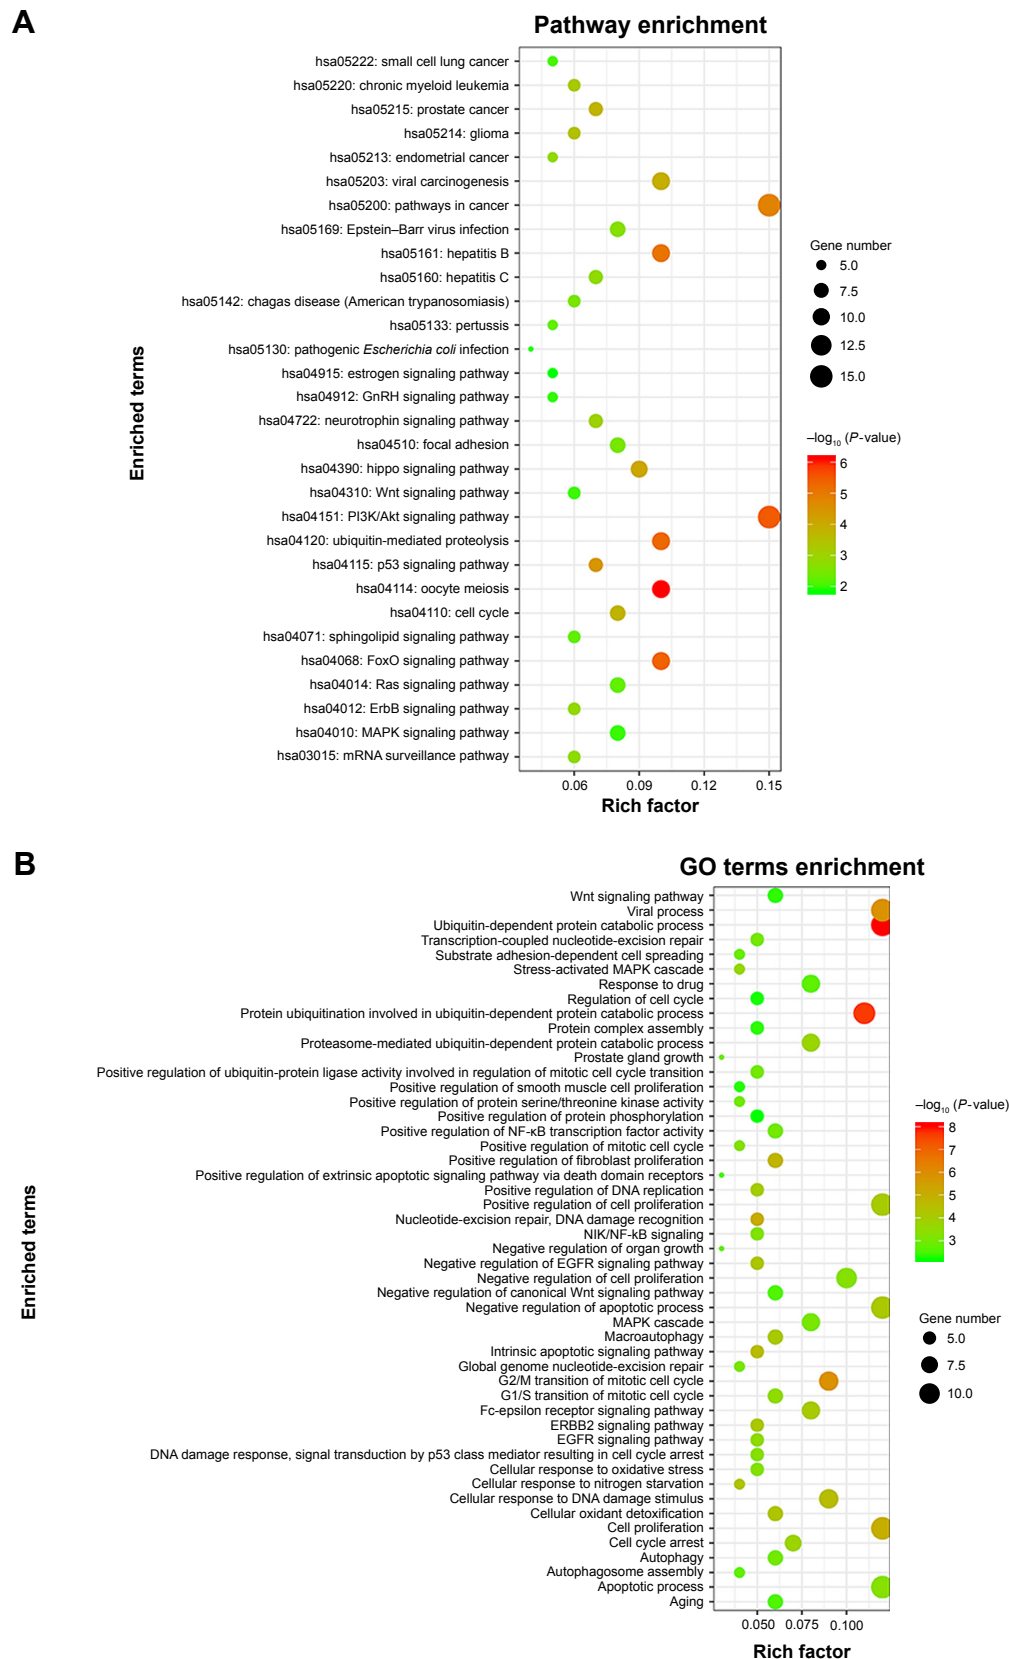 A
Pathway enrichment
hsa05222: small cell lung cancer
hsa05220: chronic myeloid leukemia
hsa05215: prostate cancer
hsa05214: glioma
hsa05213: endometrial cancer
hsa05203: viral carcinogenesis
hsa05200: pathways in cancer
hsa05169: Epstein–Barr virus infection
hsa05161: hepatitis B
hsa05160: hepatitis C
hsa05142: chagas disease (American trypanosomiasis)
hsa05133: pertussis
hsa05130: pathogenic Escherichia coli infection
hsa04915: estrogen signaling pathway
hsa04912: GnRH signaling pathway
hsa04722: neurotrophin signaling pathway
hsa04510: focal adhesion
hsa04390: hippo signaling pathway
hsa04310: Wnt signaling pathway
hsa04151: PI3K/Akt signaling pathway
hsa04120: ubiquitin-mediated proteolysis
hsa04115: p53 signaling pathway
hsa04114: oocyte meiosis
hsa04110: cell cycle
hsa04071: sphingolipid signaling pathway
hsa04068: FoxO signaling pathway
hsa04014: Ras signaling pathway
hsa04012: ErbB signaling pathway
hsa04010: MAPK signaling pathway
hsa03015: mRNA surveillance pathway
Enriched terms
0.06 0.09 0.12 0.15
Rich factor
Gene number
5.0
7.5
10.0
12.5
15.0
–log10 (P-value)
6
5
4
3
2
B
GO terms enrichment
Wnt signaling pathway
Viral process
Ubiquitin-dependent protein catabolic process
Transcription-coupled nucleotide-excision repair
Substrate adhesion-dependent cell spreading
Stress-activated MAPK cascade
Response to drug
Regulation of cell cycle
Protein ubiquitination involved in ubiquitin-dependent protein catabolic process
Protein complex assembly
Proteasome-mediated ubiquitin-dependent protein catabolic process
Prostate gland growth
Positive regulation of ubiquitin-protein ligase activity involved in regulation of mitotic cell cycle transition
Positive regulation of smooth muscle cell proliferation
Positive regulation of protein serine/threonine kinase activity
Positive regulation of protein phosphorylation
Positive regulation of NF-κB transcription factor activity
Positive regulation of mitotic cell cycle
Positive regulation of fibroblast proliferation
Positive regulation of extrinsic apoptotic signaling pathway via death domain receptors
Positive regulation of DNA replication
Positive regulation of cell proliferation
Nucleotide-excision repair, DNA damage recognition
NIK/NF-kB signaling
Negative regulation of organ growth
Negative regulation of EGFR signaling pathway
Negative regulation of cell proliferation
Negative regulation of canonical Wnt signaling pathway
Negative regulation of apoptotic process
MAPK cascade
Macroautophagy
Intrinsic apoptotic signaling pathway
Global genome nucleotide-excision repair
G2/M transition of mitotic cell cycle
G1/S transition of mitotic cell cycle
Fc-epsilon receptor signaling pathway
ERBB2 signaling pathway
EGFR signaling pathway
DNA damage response, signal transduction by p53 class mediator resulting in cell cycle arrest
Cellular response to oxidative stress
Cellular response to nitrogen starvation
Cellular response to DNA damage stimulus
Cellular oxidant detoxification
Cell proliferation
Cell cycle arrest
Autophagy
Autophagosome assembly
Apoptotic process
Aging
Enriched terms
0.050 0.075 0.100
Rich factor
–log10 (P-value)
8
7
6
5
4
3
Gene number
5.0
7.5
10.0